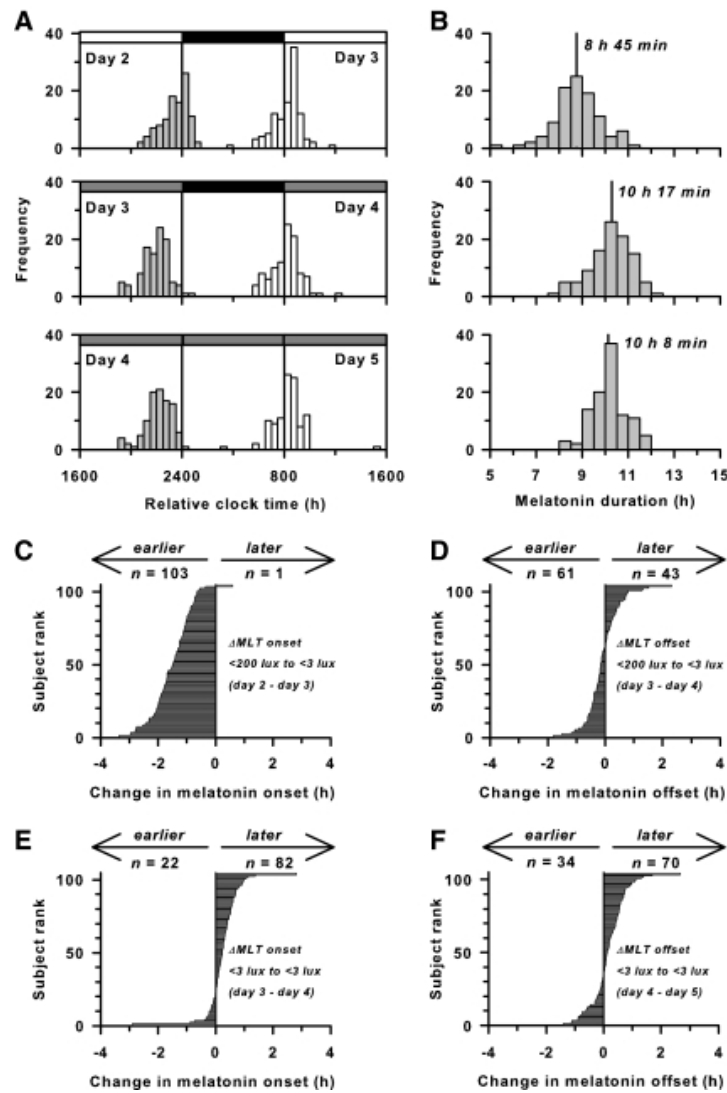 A
B
40
Day 2
Day 3
20
0
40
8 h 45 min
20
0
40
Day 3
Day 4
20
0
Frequency
40
10 h 17 min
20
0
Frequency
40
Day 4
Day 5
20
0
1600
2400
800
1600
Relative clock time (h)
40
10 h 8 min
20
0
5
7
9
11
13
15
Melatonin duration (h)
C
earlier
later
n = 103
n = 1
100
50
0
Subject rank
ΔMLT onset
<200 lux to <3 lux
(day 2 - day 3)
-4
-2
0
2
4
Change in melatonin onset (h)
D
earlier
later
n = 61
n = 43
100
50
0
Subject rank
ΔMLT offset
<200 lux to <3 lux
(day 3 - day 4)
-4
-2
0
2
4
Change in melatonin offset (h)
E
earlier
later
n = 22
n = 82
100
50
0
Subject rank
ΔMLT onset
<3 lux to <3 lux
(day 3 - day 4)
-4
-2
0
2
4
Change in melatonin onset (h)
F
earlier
later
n = 34
n = 70
100
50
0
Subject rank
ΔMLT offset
<3 lux to <3 lux
(day 4 - day 5)
-4
-2
0
2
4
Change in melatonin offset (h)